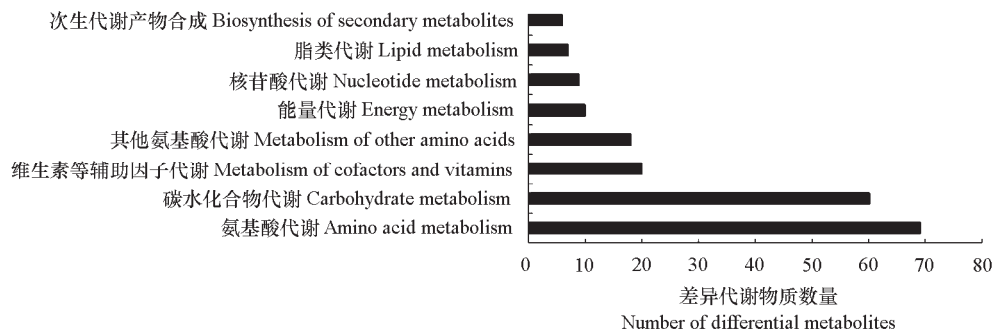 次生代谢产物合成 Biosynthesis of secondary metabolites
脂类代谢 Lipid metabolism
核苷酸代谢 Nucleotide metabolism
能量代谢 Energy metabolism
其他氨基酸代谢 Metabolism of other amino acids
维生素等辅助因子代谢 Metabolism of cofactors and vitamins
碳水化合物代谢 Carbohydrate metabolism
氨基酸代谢 Amino acid metabolism
0 10 20 30 40 50 60 70 80
差异代谢物质数量
Number of differential metabolites